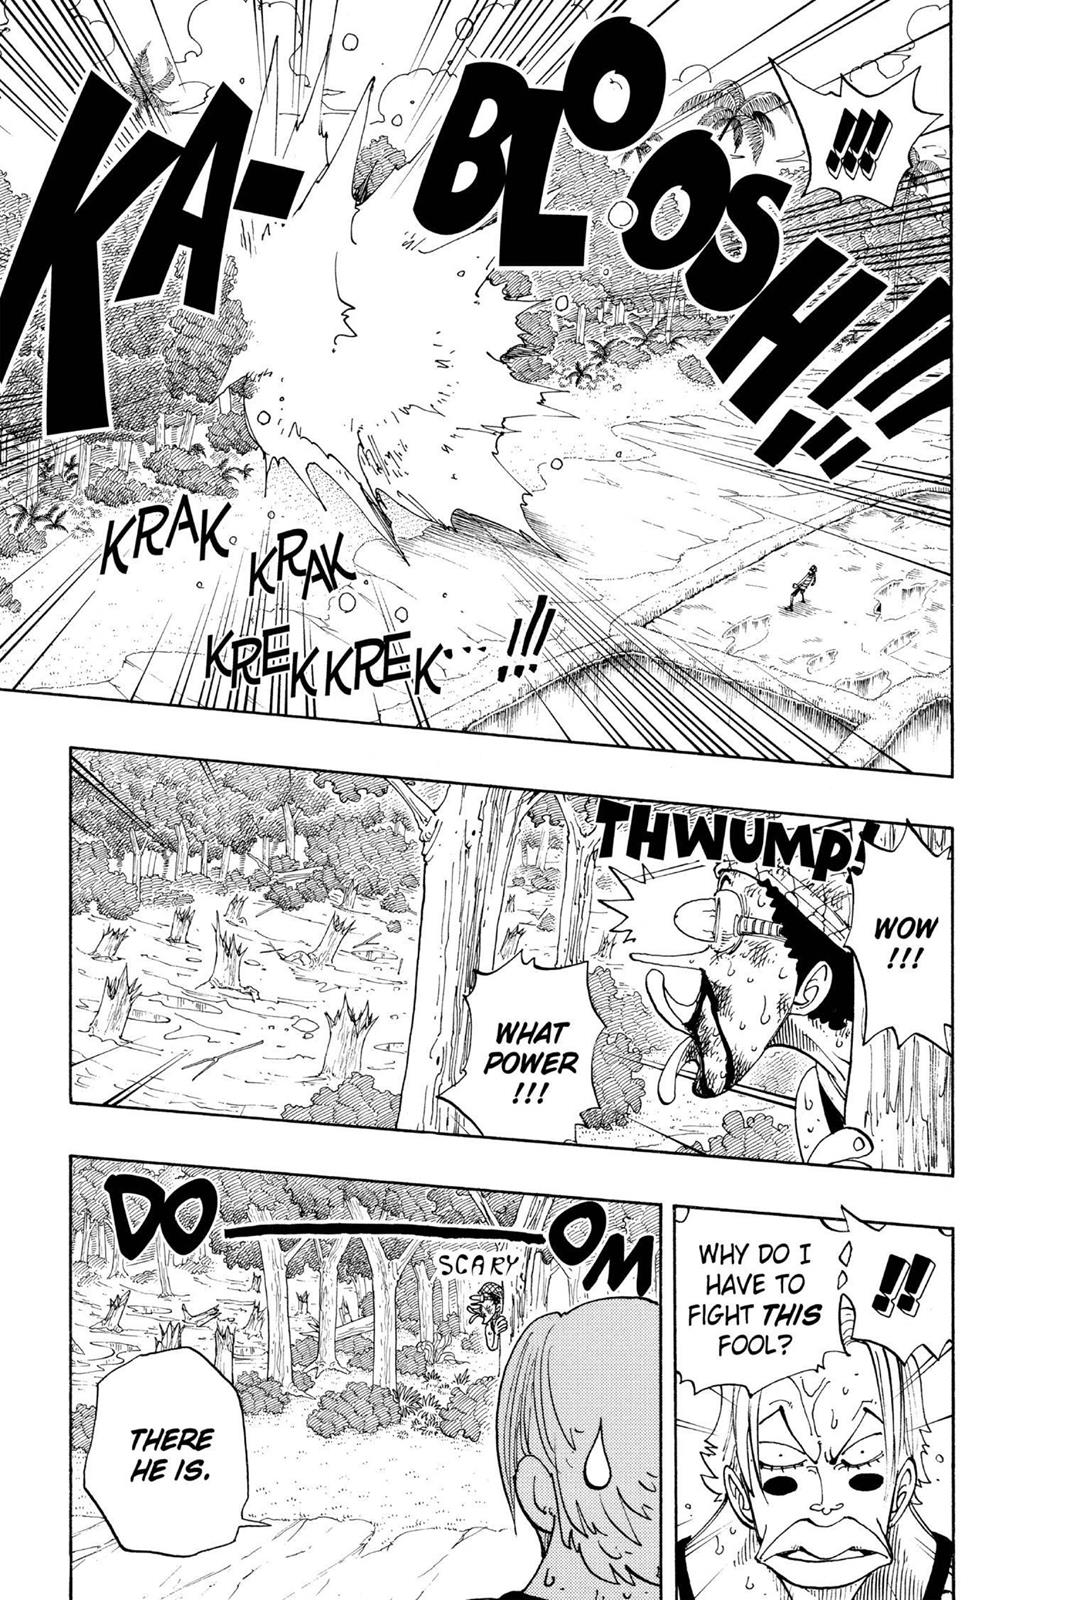 KA-
BLOOSH!!!
!!!
KRAK
KRAK
KREK KREK... !!!
THWUMP!
WOW
!!!
WHAT
POWER
!!!
!!
WHY DO I
HAVE TO
FIGHT THIS
FOOL?
DO—OM
SCARY
THERE
HE IS.